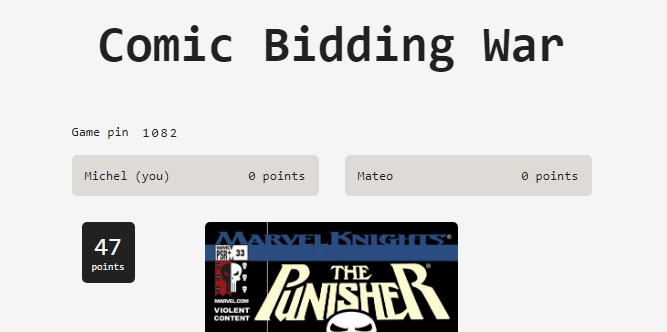 Comic Bidding War
Game pin 1082
Michel (you) 0 points
Mateo 0 points
47
points
MARVEL KNIGHTS®
MARVEL
PSR+ 33
MARVEL.COM
VIOLENT
CONTENT
THE
PUNISHER®